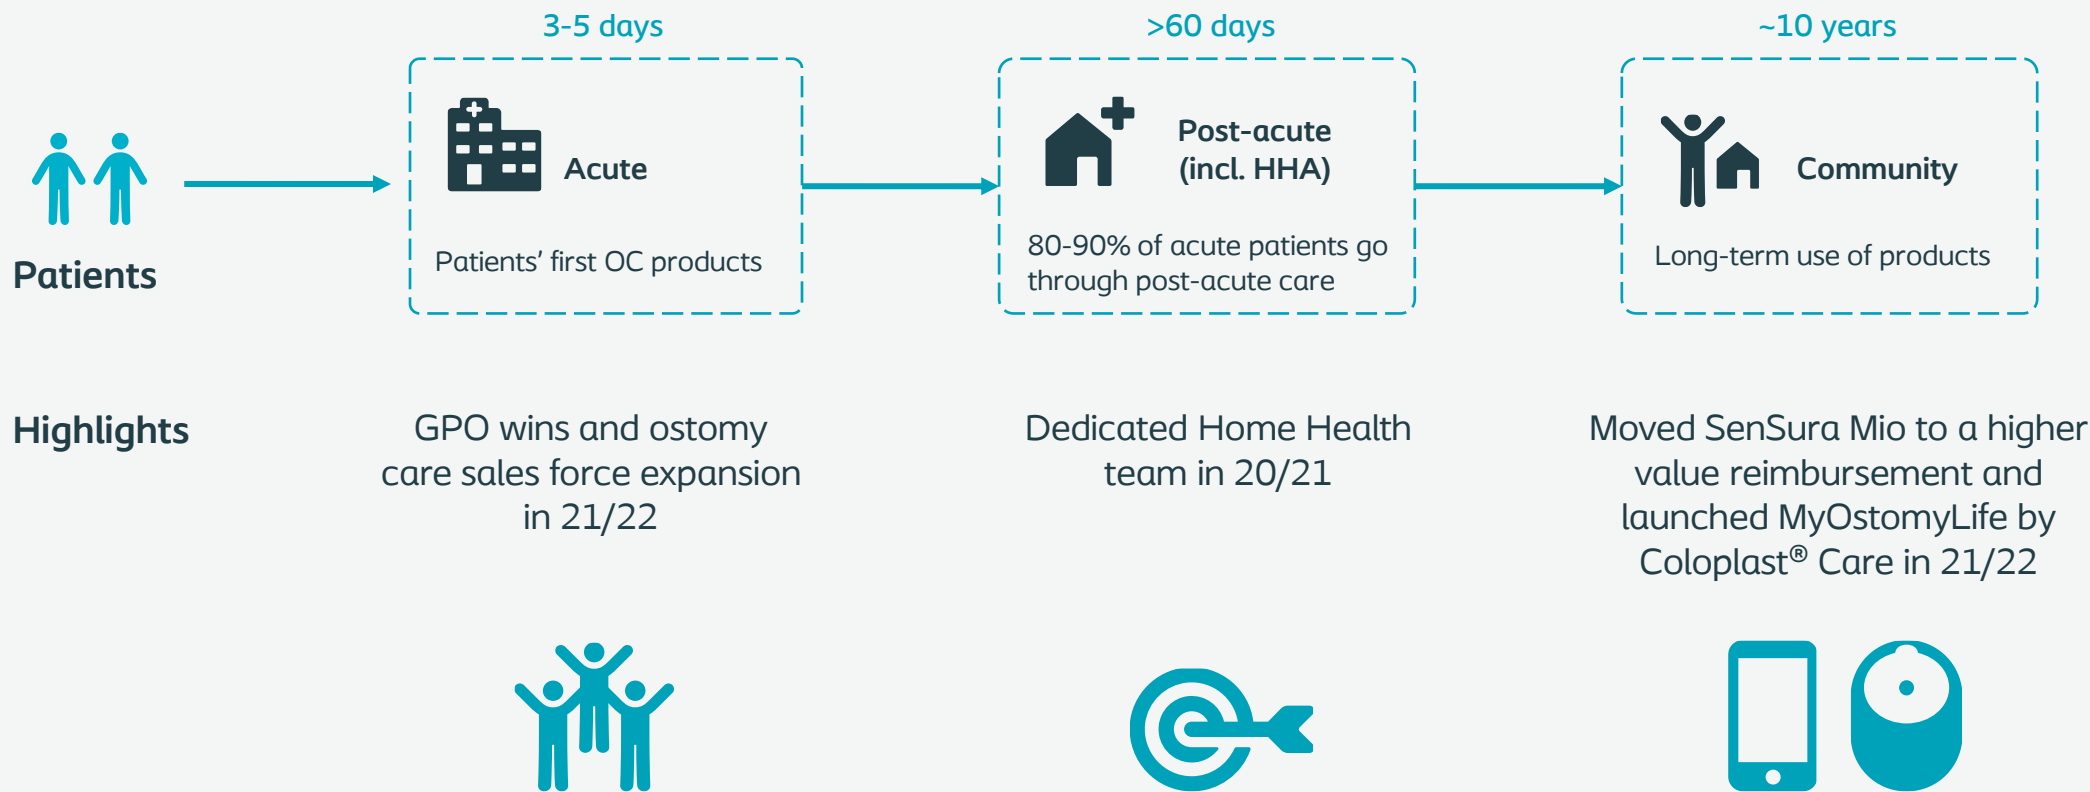 3-5 days
>60 days
~10 years
Patients
Acute
Patients' first OC products
Post-acute
(incl. HHA)
80-90% of acute patients go
through post-acute care
Community
Long-term use of products
Highlights
GPO wins and ostomy
care sales force expansion
in 21/22
Dedicated Home Health
team in 20/21
Moved SenSura Mio to a higher
value reimbursement and
launched MyOstomyLife by
Coloplast® Care in 21/22